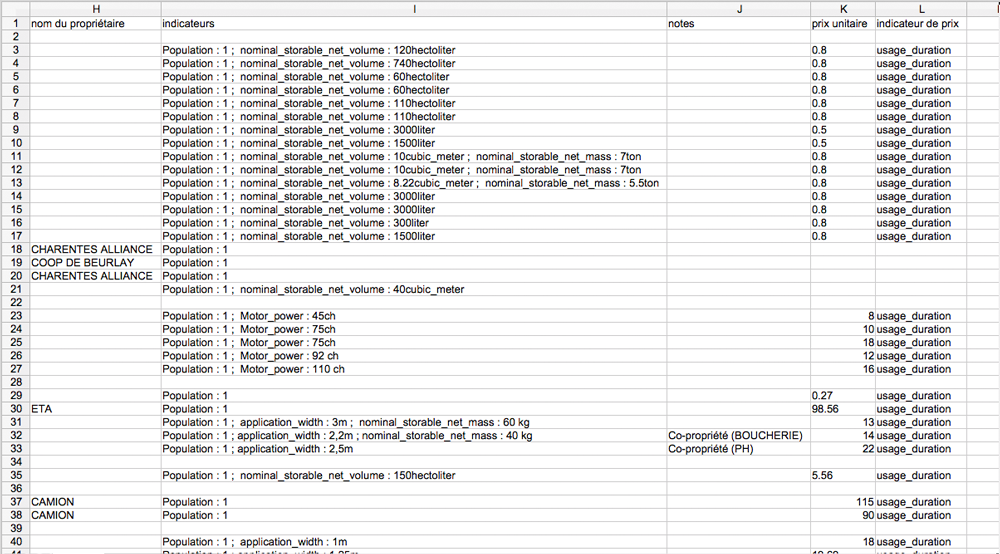 H I J K L
1 nom du propriétaire indicateurs notes prix unitaire indicateur de prix
2
3 Population : 1 ; nominal_storable_net_volume : 120hectoliter 0.8 usage_duration
4 Population : 1 ; nominal_storable_net_volume : 740hectoliter 0.8 usage_duration
5 Population : 1 ; nominal_storable_net_volume : 60hectoliter 0.8 usage_duration
6 Population : 1 ; nominal_storable_net_volume : 60hectoliter 0.8 usage_duration
7 Population : 1 ; nominal_storable_net_volume : 110hectoliter 0.8 usage_duration
8 Population : 1 ; nominal_storable_net_volume : 110hectoliter 0.8 usage_duration
9 Population : 1 ; nominal_storable_net_volume : 3000liter 0.5 usage_duration
10 Population : 1 ; nominal_storable_net_volume : 1500liter 0.5 usage_duration
11 Population : 1 ; nominal_storable_net_volume : 10cubic_meter ; nominal_storable_net_mass : 7ton 0.8 usage_duration
12 Population : 1 ; nominal_storable_net_volume : 10cubic_meter ; nominal_storable_net_mass : 7ton 0.8 usage_duration
13 Population : 1 ; nominal_storable_net_volume : 8.22cubic_meter ; nominal_storable_net_mass : 5.5ton 0.8 usage_duration
14 Population : 1 ; nominal_storable_net_volume : 3000liter 0.8 usage_duration
15 Population : 1 ; nominal_storable_net_volume : 3000liter 0.8 usage_duration
16 Population : 1 ; nominal_storable_net_volume : 300liter 0.8 usage_duration
17 Population : 1 ; nominal_storable_net_volume : 1500liter 0.8 usage_duration
18 CHARENTES ALLIANCE Population : 1
19 COOP DE BEURLAY Population : 1
20 CHARENTES ALLIANCE Population : 1
21 Population : 1 ; nominal_storable_net_volume : 40cubic_meter
22
23 Population : 1 ; Motor_power : 45ch 8 usage_duration
24 Population : 1 ; Motor_power : 75ch 10 usage_duration
25 Population : 1 ; Motor_power : 75ch 18 usage_duration
26 Population : 1 ; Motor_power : 92 ch 12 usage_duration
27 Population : 1 ; Motor_power : 110 ch 16 usage_duration
28
29 Population : 1 0.27 usage_duration
30 ETA Population : 1 98.56 usage_duration
31 Population : 1 ; application_width : 3m ; nominal_storable_net_mass : 60 kg 13 usage_duration
32 Population : 1 ; application_width : 2,2m ; nominal_storable_net_mass : 40 kg Co-propriété (BOUCHERIE) 14 usage_duration
33 Population : 1 ; application_width : 2,5m Co-propriété (PH) 22 usage_duration
34
35 Population : 1 ; nominal_storable_net_volume : 150hectoliter 5.56 usage_duration
36
37 CAMION Population : 1 115 usage_duration
38 CAMION Population : 1 90 usage_duration
39
40 Population : 1 ; application_width : 1m 18 usage_duration